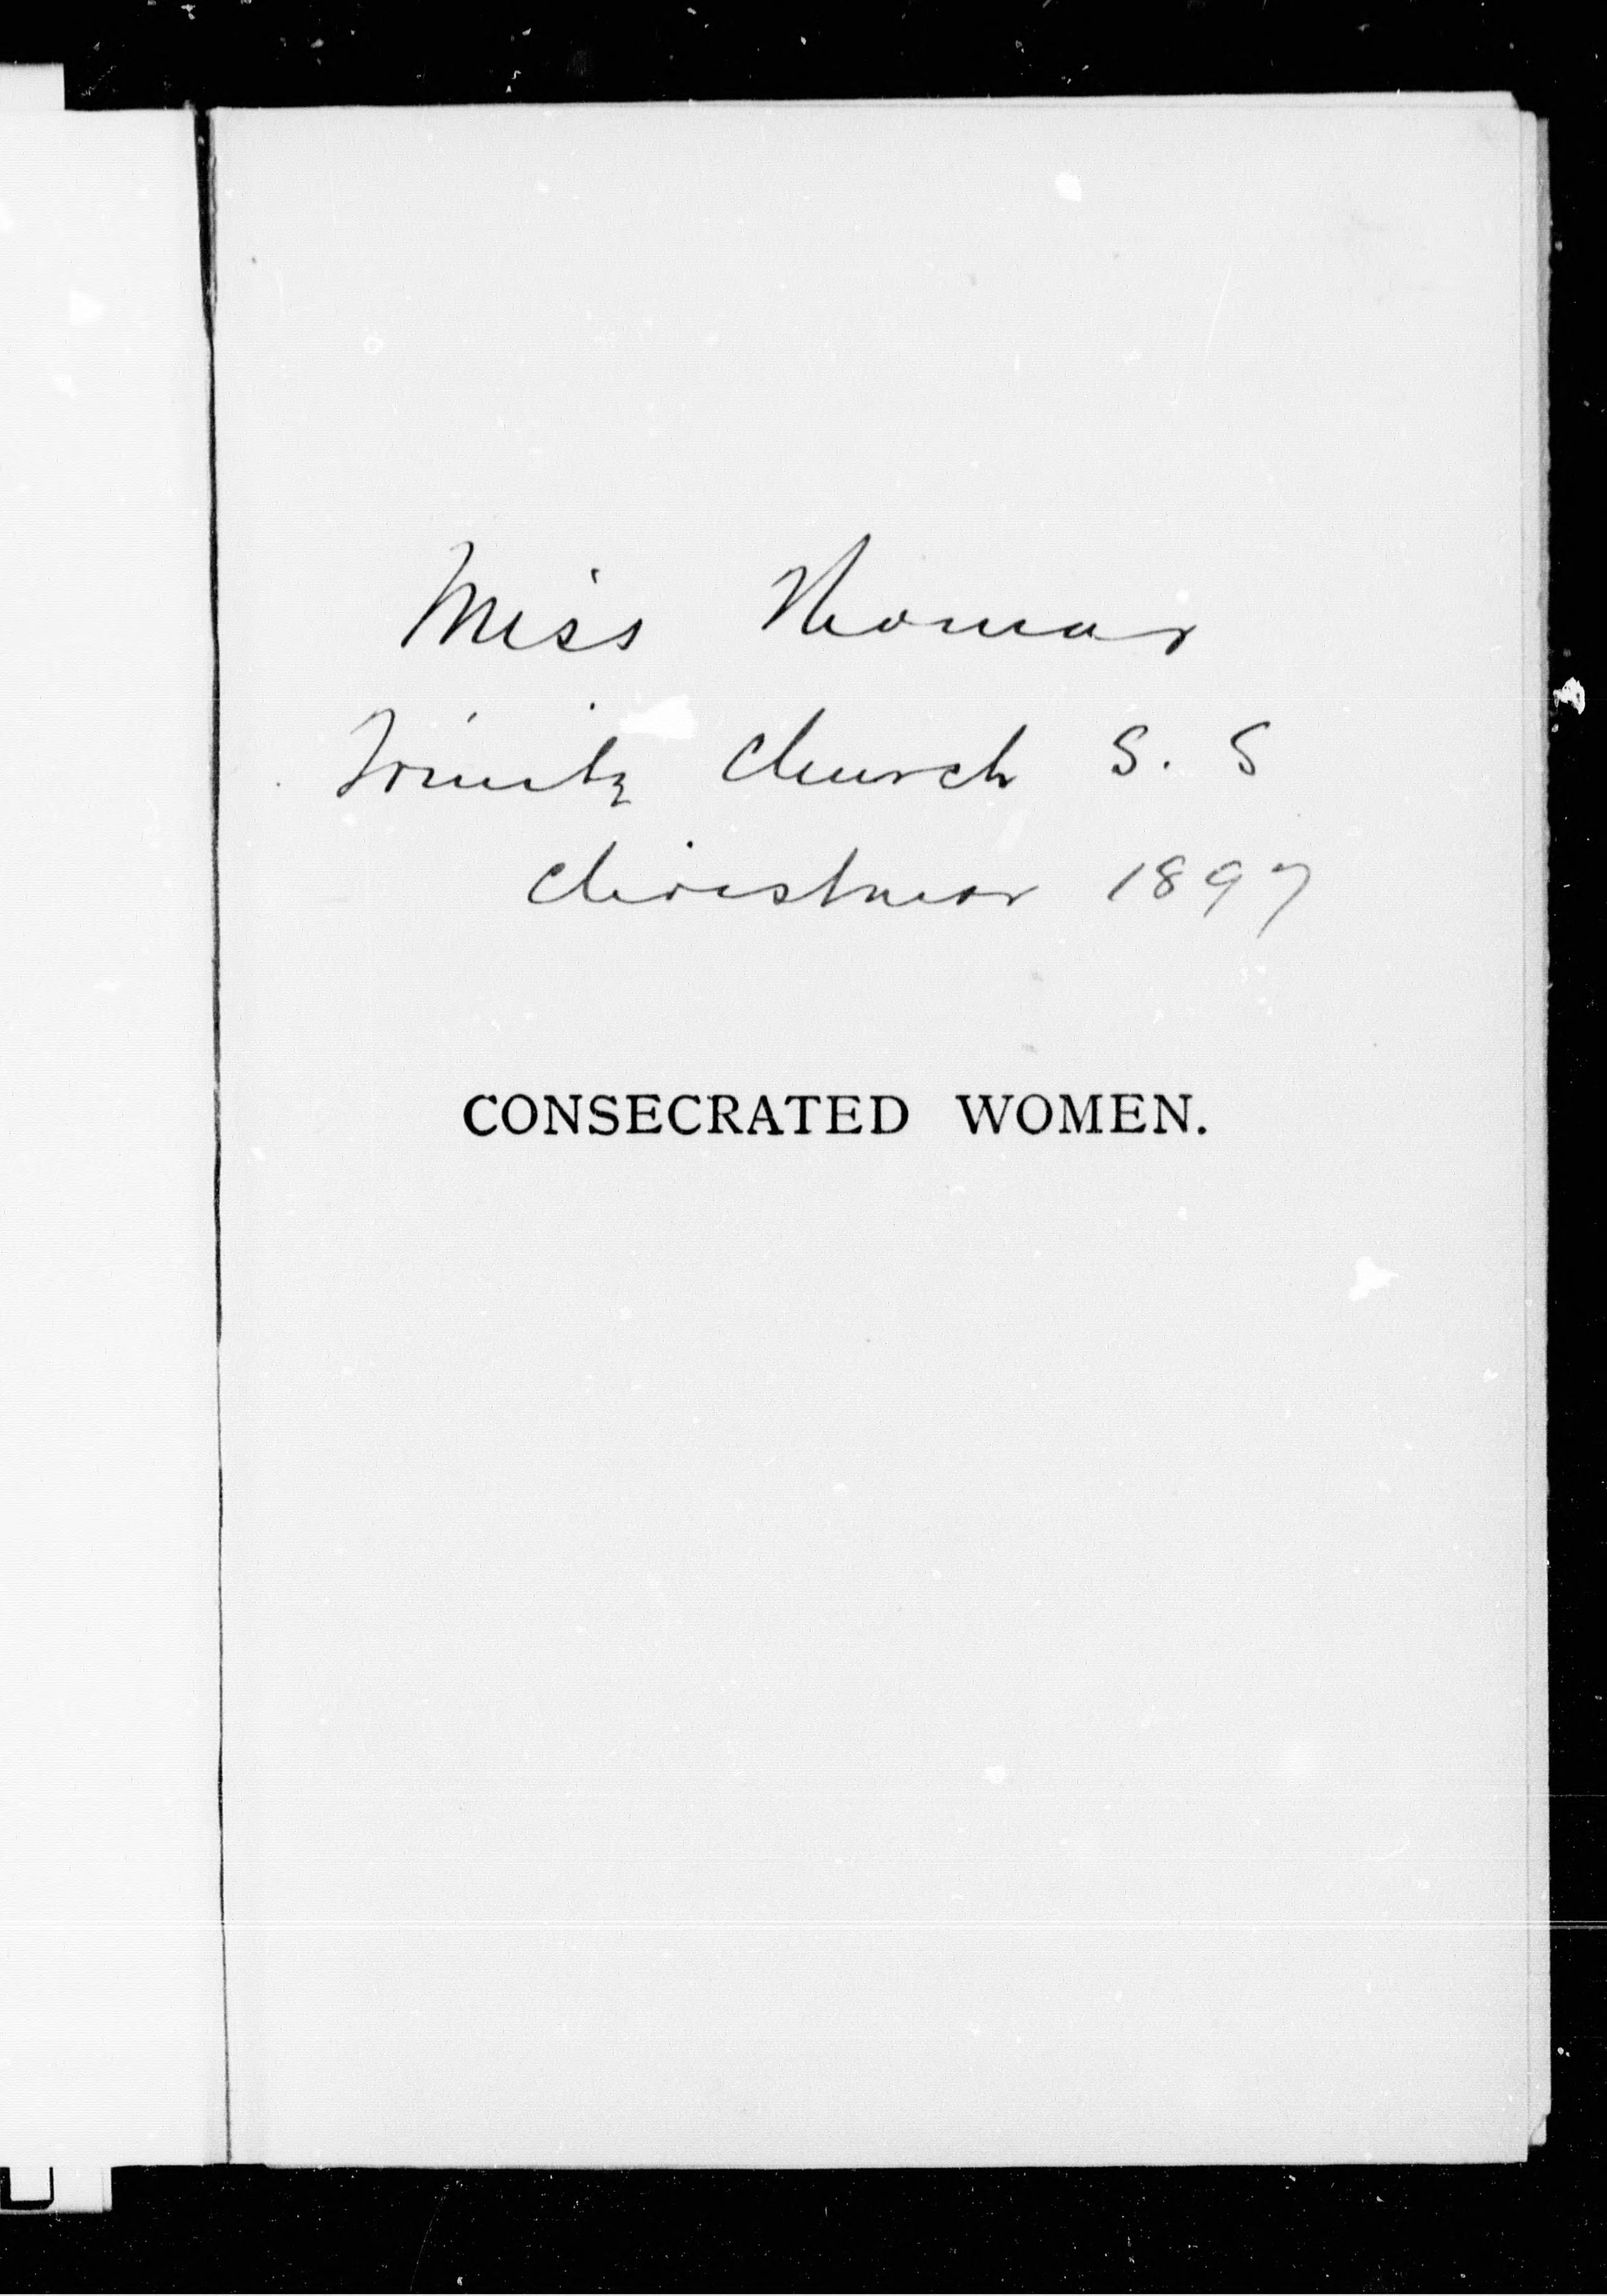 Miss Thomas
Trinity Church S. S
Christmas 1897
CONSECRATED WOMEN.